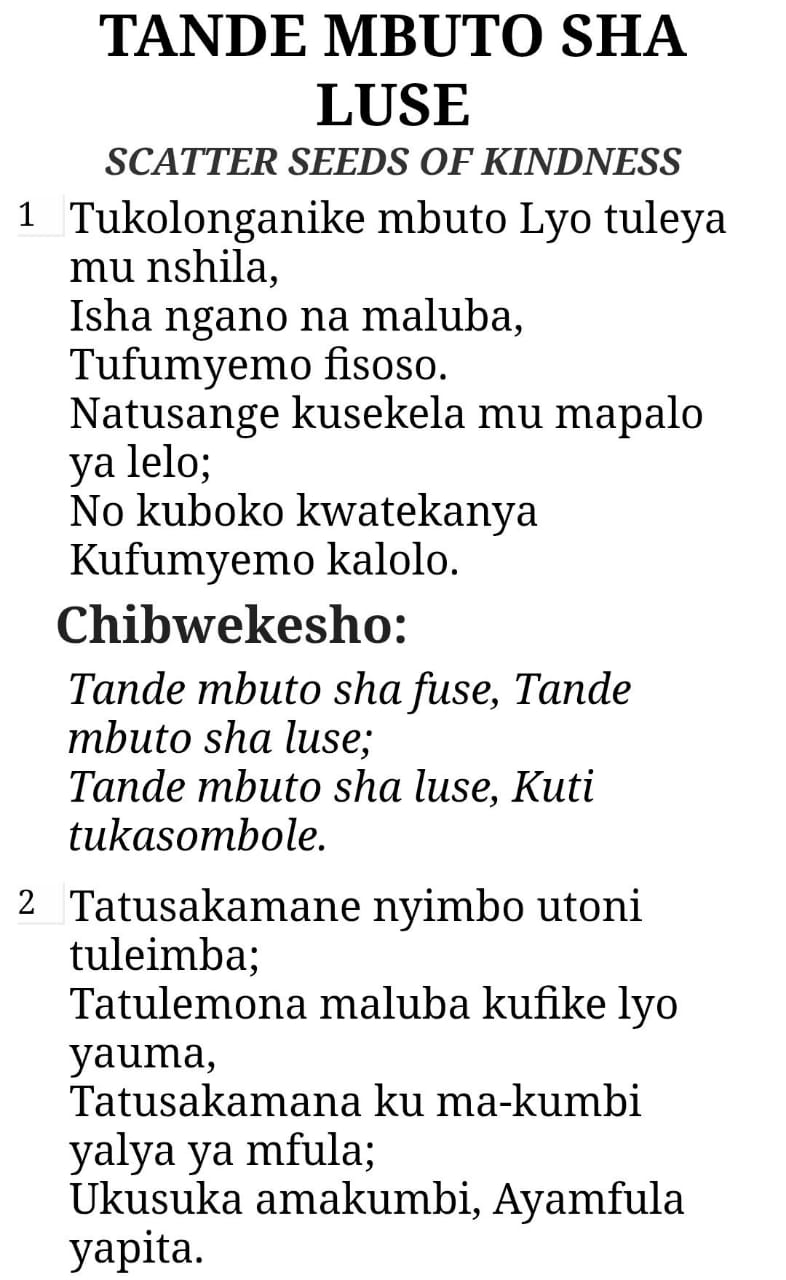 TANDE MBUTO SHA
LUSE
SCATTER SEEDS OF KINDNESS
1 Tukolonganike mbuto Lyo tuleya
mu nshila,
Isha ngano na maluba,
Tufumyemo fisoso.
Natusange kusekela mu mapalo
ya lelo;
No kuboko kwatekanya
Kufumyemo kalolo.
Chibwekesho:
Tande mbuto sha fuse, Tande
mbuto sha luse;
Tande mbuto sha luse, Kuti
tukasombole.
2 Tatusakamane nyimbo utoni
tuleimba;
Tatulemona maluba kufike lyo
yauma,
Tatusakamana ku ma-kumbi
yalya ya mfula;
Ukusuka amakumbi, Ayamfula
yapita.